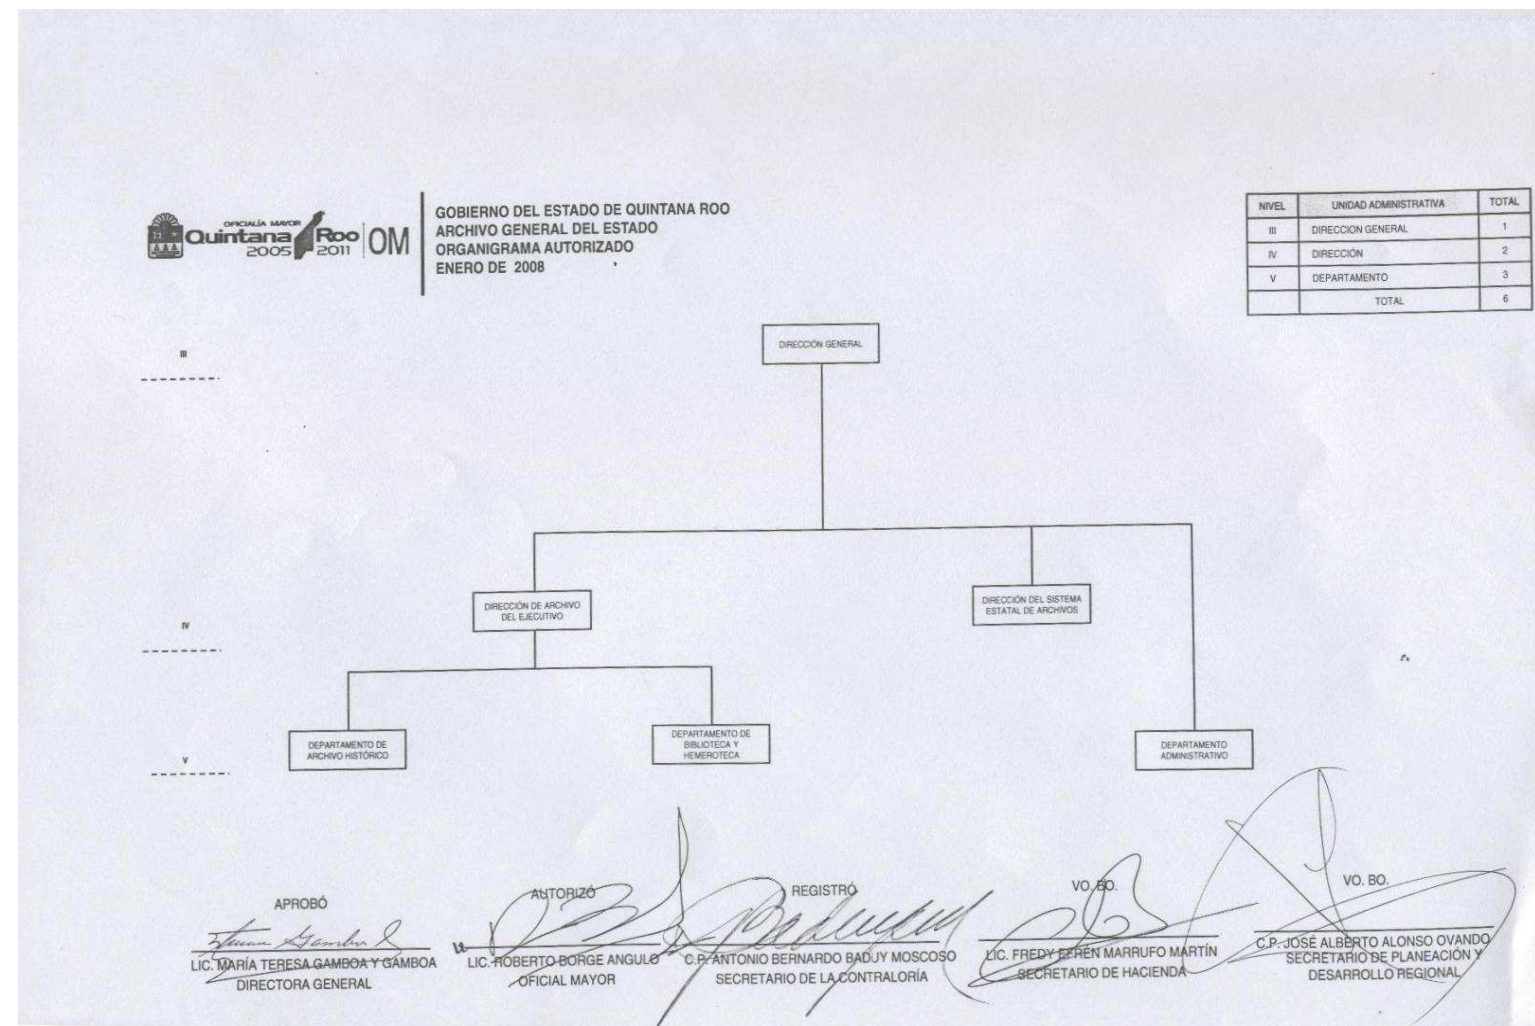 OFICIALÍA MAYOR
Quintana Roo
2005 2011
OM
GOBIERNO DEL ESTADO DE QUINTANA ROO
ARCHIVO GENERAL DEL ESTADO
ORGANIGRAMA AUTORIZADO
ENERO DE 2008
NIVEL UNIDAD ADMINISTRATIVA TOTAL
III DIRECCION GENERAL 1
IV DIRECCIÓN 2
V DEPARTAMENTO 3
TOTAL 6
III
DIRECCIÓN GENERAL
IV
DIRECCIÓN DE ARCHIVO
DEL EJECUTIVO
DIRECCIÓN DEL SISTEMA
ESTATAL DE ARCHIVOS
V
DEPARTAMENTO DE
ARCHIVO HISTÓRICO
DEPARTAMENTO DE
BIBLIOTECA Y
HEMEROTECA
DEPARTAMENTO
ADMINISTRATIVO
APROBÓ
LIC. MARÍA TERESA GAMBOA Y GAMBOA
DIRECTORA GENERAL
AUTORIZÓ
LIC. ROBERTO BORGE ANGULO
OFICIAL MAYOR
REGISTRÓ
C.P. ANTONIO BERNARDO BADUY MOSCOSO
SECRETARIO DE LA CONTRALORÍA
VO. BO.
LIC. FREDY EFRÉN MARRUFO MARTÍN
SECRETARIO DE HACIENDA
VO. BO.
C.P. JOSÉ ALBERTO ALONSO OVANDO
SECRETARIO DE PLANEACIÓN Y
DESARROLLO REGIONAL